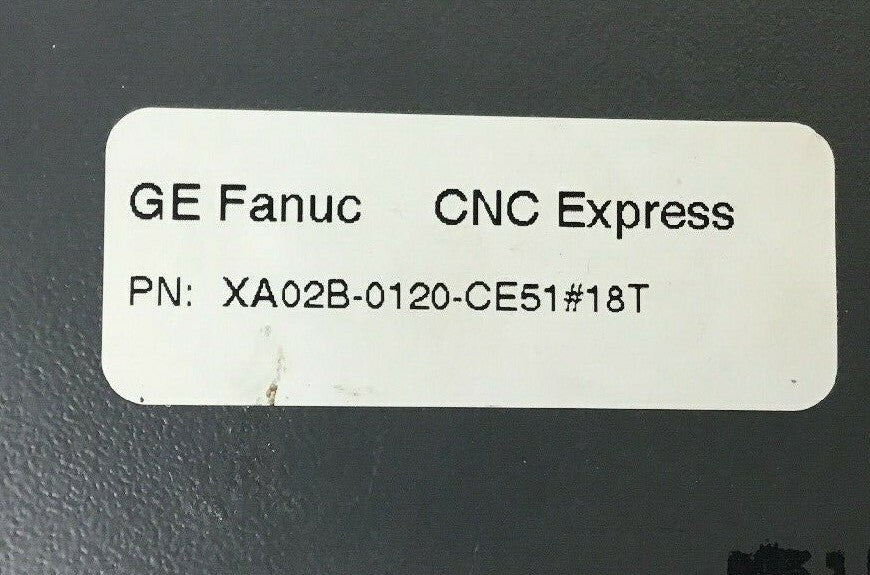 GE Fanuc CNC Express
PN: XA02B-0120-CE51#18T